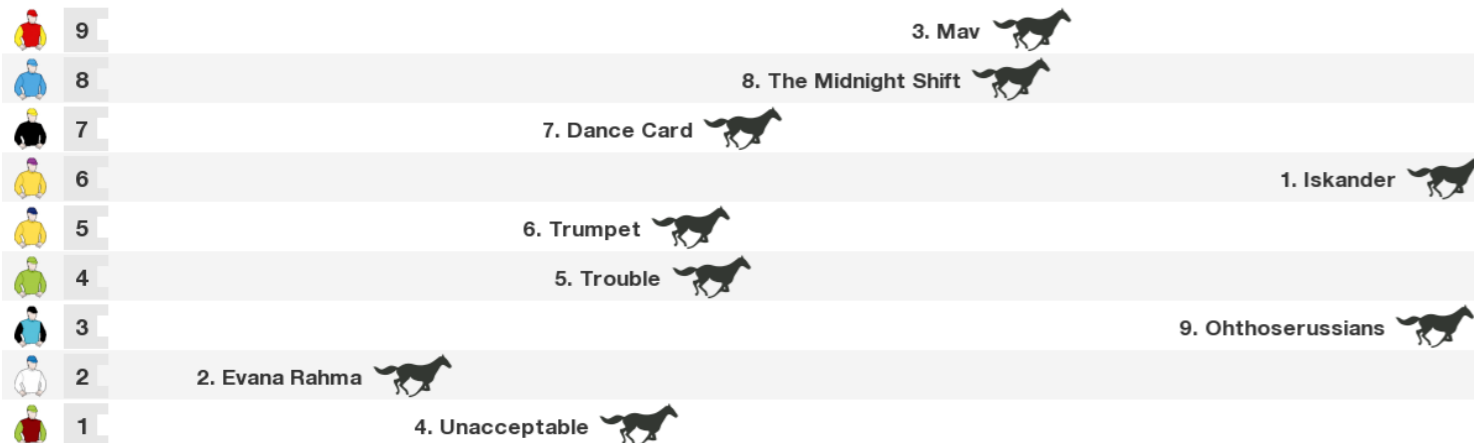 9 3. Mav
8 8. The Midnight Shift
7 7. Dance Card
6 1. Iskander
5 6. Trumpet
4 5. Trouble
3 9. Ohthoserussians
2 2. Evana Rahma
1 4. Unacceptable